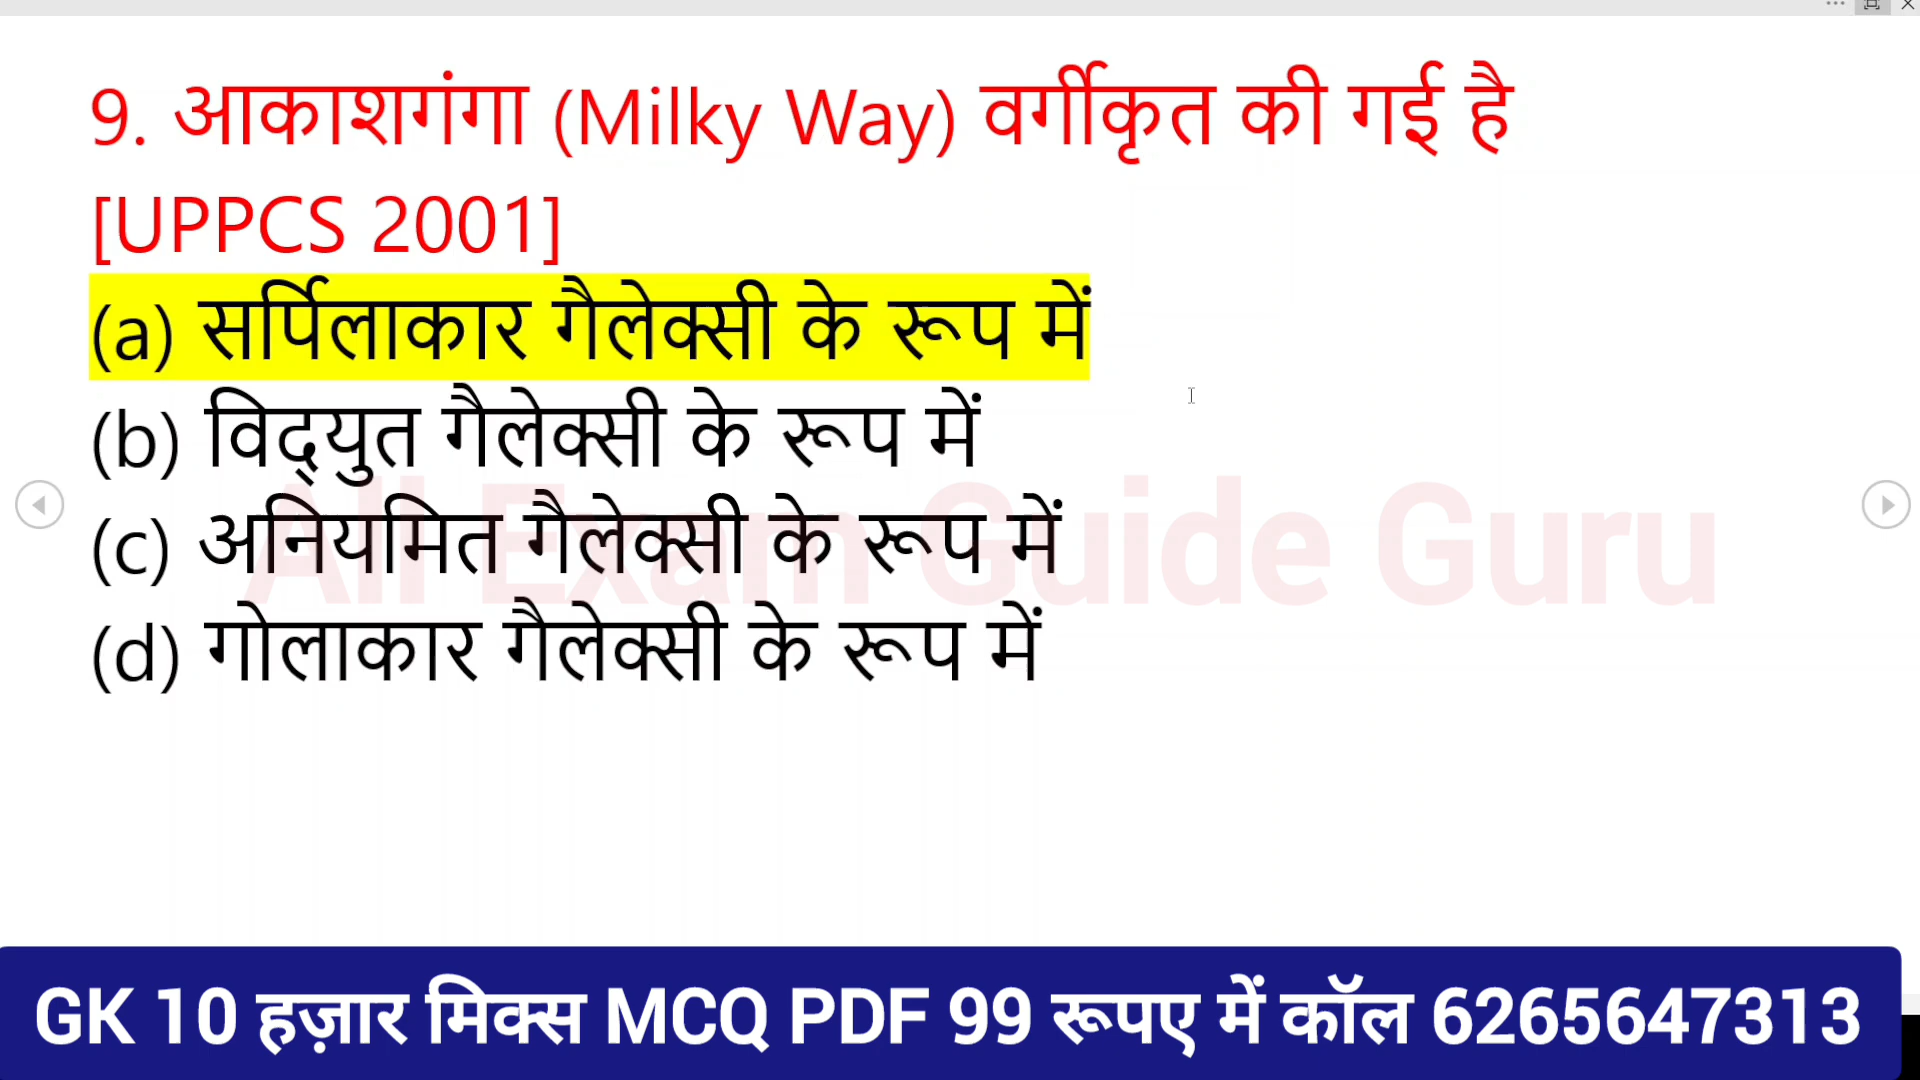 9. आकाशगंगा (Milky Way) वर्गीकृत की गई है
[UPPCS 2001]
(a) सर्पिलाकार गैलेक्सी के रूप में
(b) विद्‌युत गैलेक्सी के रूप में
(c) अनियमित गैलेक्सी के रूप में
(d) गोलाकार गैलेक्सी के रूप में
All Exam Guide Guru
GK 10 हज़ार मिक्स MCQ PDF 99 रूपए में कॉल 6265647313